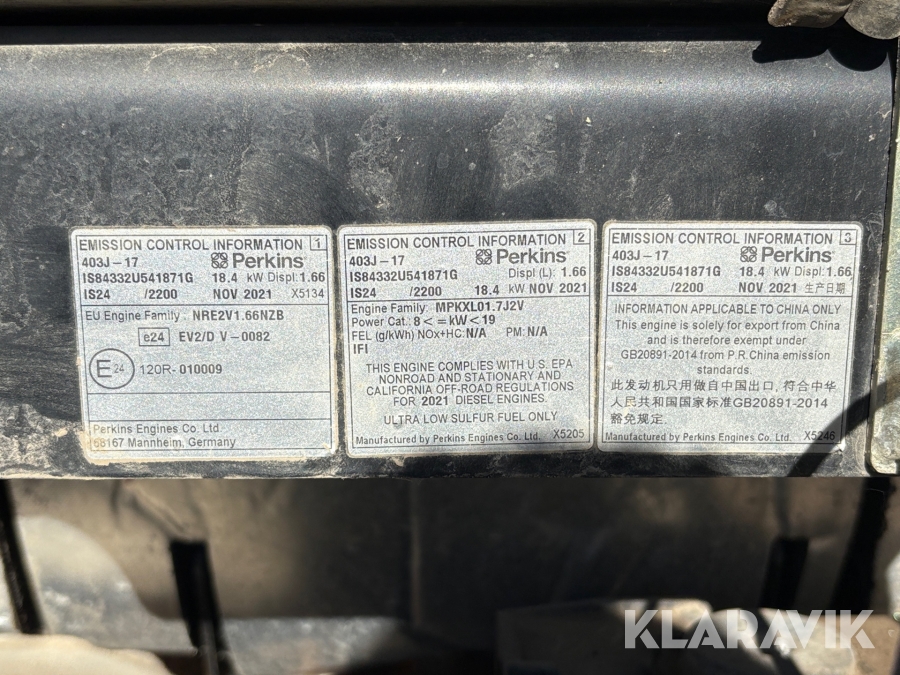 EMISSION CONTROL INFORMATION 1
403J-17 Perkins
IS84332U541871G 18.4 kW Displ: 1.66
IS24 /2200 NOV 2021 X5134
EU Engine Family : NRE2V1.66NZB
e24 EV2/D V-0082
E 24 120R-010009
Perkins Engines Co. Ltd.
68167 Mannheim, Germany
EMISSION CONTROL INFORMATION 2
403J-17 Perkins
IS84332U541871G Displ (L): 1.66
IS24 /2200 18.4 kW NOV 2021
Engine Family: MPKXL01.7J2V
Power Cat.: 8<=kW<19
FEL (g/kWh) NOx+HC: N/A PM: N/A
IFI
THIS ENGINE COMPLIES WITH U.S. EPA
NONROAD AND STATIONARY AND
CALIFORNIA OFF-ROAD REGULATIONS
FOR 2021 DIESEL ENGINES.
ULTRA LOW SULFUR FUEL ONLY
Manufactured by Perkins Engines Co. Ltd. X5205
EMISSION CONTROL INFORMATION 3
403J-17 Perkins
IS84332U541871G 18.4 kW Displ: 1.66
IS24 /2200 NOV 2021 生产日期
INFORMATION APPLICABLE TO CHINA ONLY
This engine is solely for export from China
and is therefore exempt under
GB20891-2014 from P.R. China emission
standards.
此发动机只用做自中国出口, 符合中华
人民共和国国家标准GB20891-2014
豁免规定.
Manufactured by Perkins Engines Co. Ltd. X5246
KLARAVIK